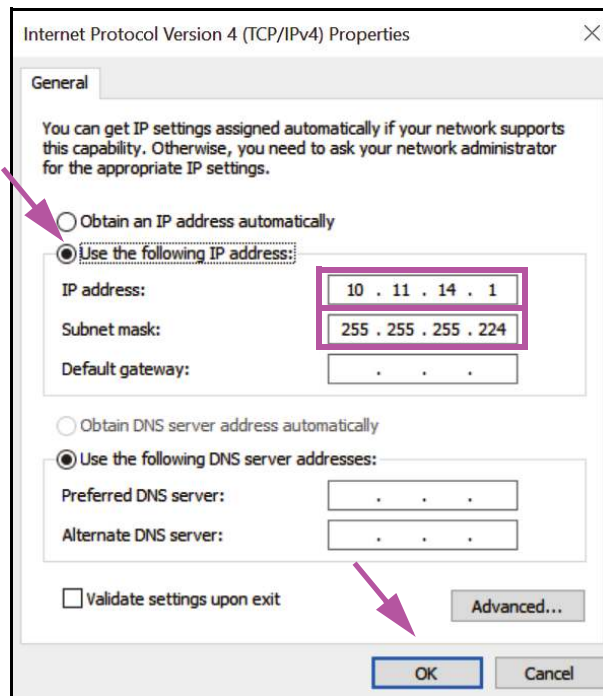 Internet Protocol Version 4 (TCP/IPv4) Properties
General
You can get IP settings assigned automatically if your network supports
this capability. Otherwise, you need to ask your network administrator
for the appropriate IP settings.
Obtain an IP address automatically
Use the following IP address:
IP address: 10 . 11 . 14 . 1
Subnet mask: 255 . 255 . 255 . 224
Default gateway: . . .
Obtain DNS server address automatically
Use the following DNS server addresses:
Preferred DNS server: . . .
Alternate DNS server: . . .
Validate settings upon exit
Advanced...
OK Cancel